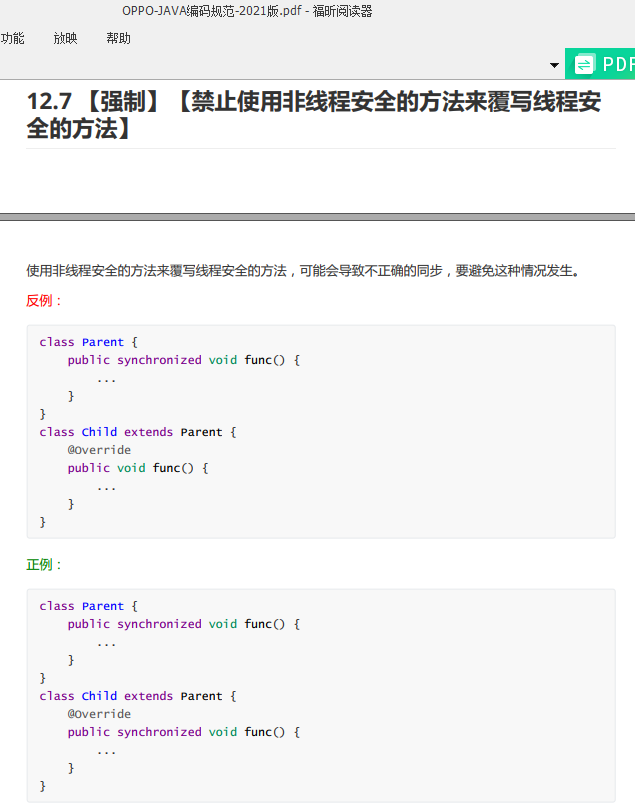 OPPO-JAVA编码规范-2021版.pdf - 福昕阅读器
功能 放映 帮助
PDF
12.7 【强制】【禁止使用非线程安全的方法来覆写线程安
全的方法】
使用非线程安全的方法来覆写线程安全的方法，可能会导致不正确的同步，要避免这种情况发生。
反例：
class Parent {
    public synchronized void func() {
        ...
    }
}
class Child extends Parent {
    @Override
    public void func() {
        ...
    }
}
正例：
class Parent {
    public synchronized void func() {
        ...
    }
}
class Child extends Parent {
    @Override
    public synchronized void func() {
        ...
    }
}